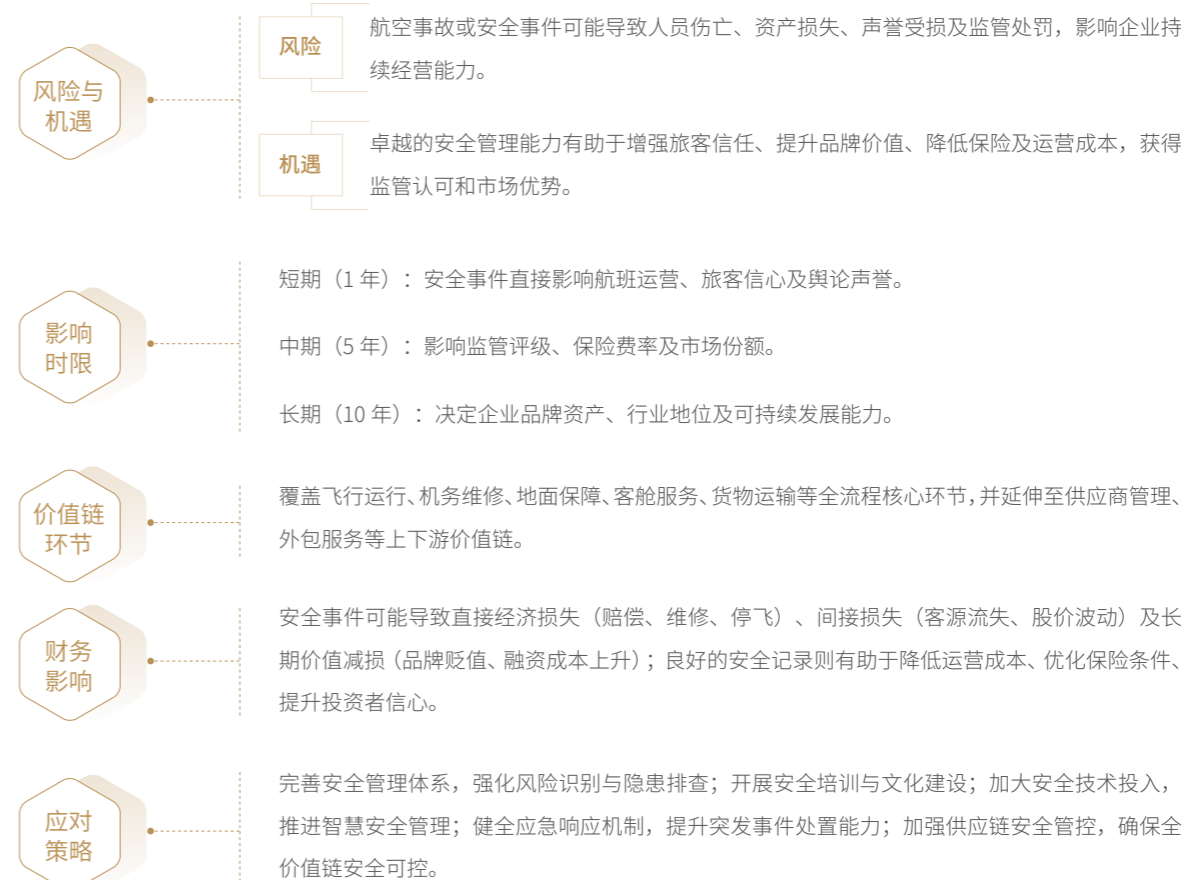 风险与
机遇
风险
航空事故或安全事件可能导致人员伤亡、资产损失、声誉受损及监管处罚，影响企业持
续经营能力。
机遇
卓越的安全管理能力有助于增强旅客信任、提升品牌价值、降低保险及运营成本，获得
监管认可和市场优势。
影响
时限
短期（1 年）：安全事件直接影响航班运营、旅客信心及舆论声誉。
中期（5 年）：影响监管评级、保险费率及市场份额。
长期（10 年）：决定企业品牌资产、行业地位及可持续发展能力。
价值链
环节
覆盖飞行运行、机务维修、地面保障、客舱服务、货物运输等全流程核心环节，并延伸至供应商管理、
外包服务等上下游价值链。
财务
影响
安全事件可能导致直接经济损失（赔偿、维修、停飞）、间接损失（客源流失、股价波动）及长
期价值减损（品牌贬值、融资成本上升）；良好的安全记录则有助于降低运营成本、优化保险条件、
提升投资者信心。
应对
策略
完善安全管理体系，强化风险识别与隐患排查；开展安全培训与文化建设；加大安全技术投入，
推进智慧安全管理；健全应急响应机制，提升突发事件处置能力；加强供应链安全管控，确保全
价值链安全可控。